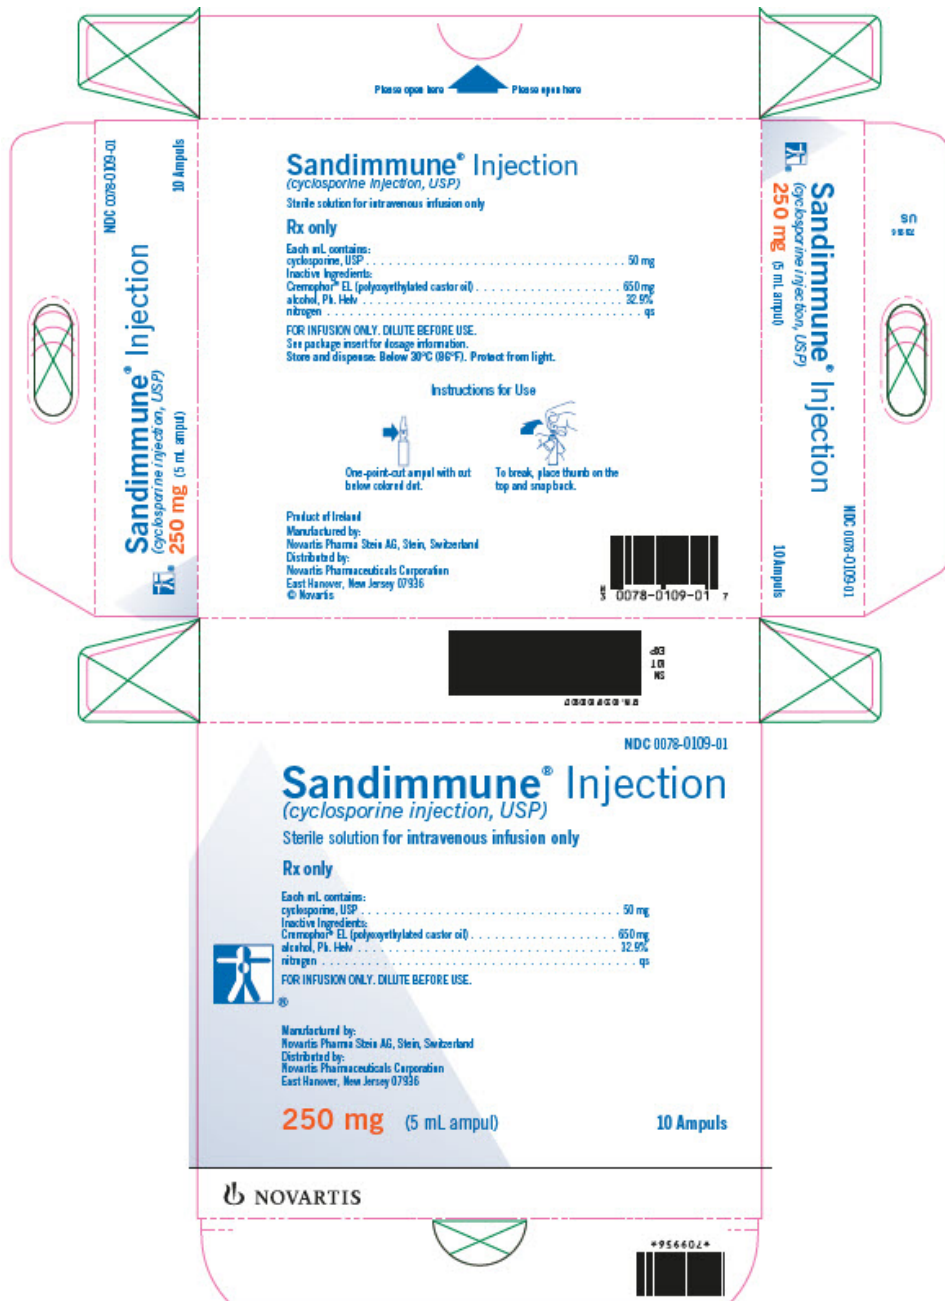 Please open here Please open here
Sandimmune® Injection
(cyclosporine injection, USP)
Sterile solution for intravenous infusion only
Rx only
Each mL contains:
cyclosporine, USP . . . . . . . . . . 50 mg
Inactive Ingredients:
Cremophor® EL (polyoxyethylated castor oil) . . . . . . . . . . 650 mg
alcohol, Ph. Helv . . . . . . . . . . 32.9%
nitrogen . . . . . . . . . . qs
FOR INFUSION ONLY. DILUTE BEFORE USE.
See package insert for dosage information.
Store and dispense: Below 30°C (86°F). Protect from light.
Instructions for Use
One-point-cut ampul with cut
below colored dot.
To break, place thumb on the
top and snap back.
Product of Ireland
Manufactured by:
Novartis Pharma Stein AG, Stein, Switzerland
Distributed by:
Novartis Pharmaceuticals Corporation
East Hanover, New Jersey 07936
© Novartis
N
3 0078-0109-01 7
NDC 0078-0109-01
10 Ampuls
Sandimmune® Injection
(cyclosporine injection, USP)
250 mg (5 mL ampul)
®
Sandimmune® Injection
(cyclosporine injection, USP)
250 mg (5 mL ampul)
NDC 0078-0109-01
10 Ampuls
US
SN
LOT
EXP
NDC 0078-0109-01
Sandimmune® Injection
(cyclosporine injection, USP)
Sterile solution for intravenous infusion only
Rx only
Each mL contains:
cyclosporine, USP . . . . . . . . . . 50 mg
Inactive Ingredients:
Cremophor® EL (polyoxyethylated castor oil) . . . . . . . . . . 650 mg
alcohol, Ph. Helv . . . . . . . . . . 32.9%
nitrogen . . . . . . . . . . qs
FOR INFUSION ONLY. DILUTE BEFORE USE.
®
Manufactured by:
Novartis Pharma Stein AG, Stein, Switzerland
Distributed by:
Novartis Pharmaceuticals Corporation
East Hanover, New Jersey 07936
250 mg (5 mL ampul) 10 Ampuls
NOVARTIS
*709956*